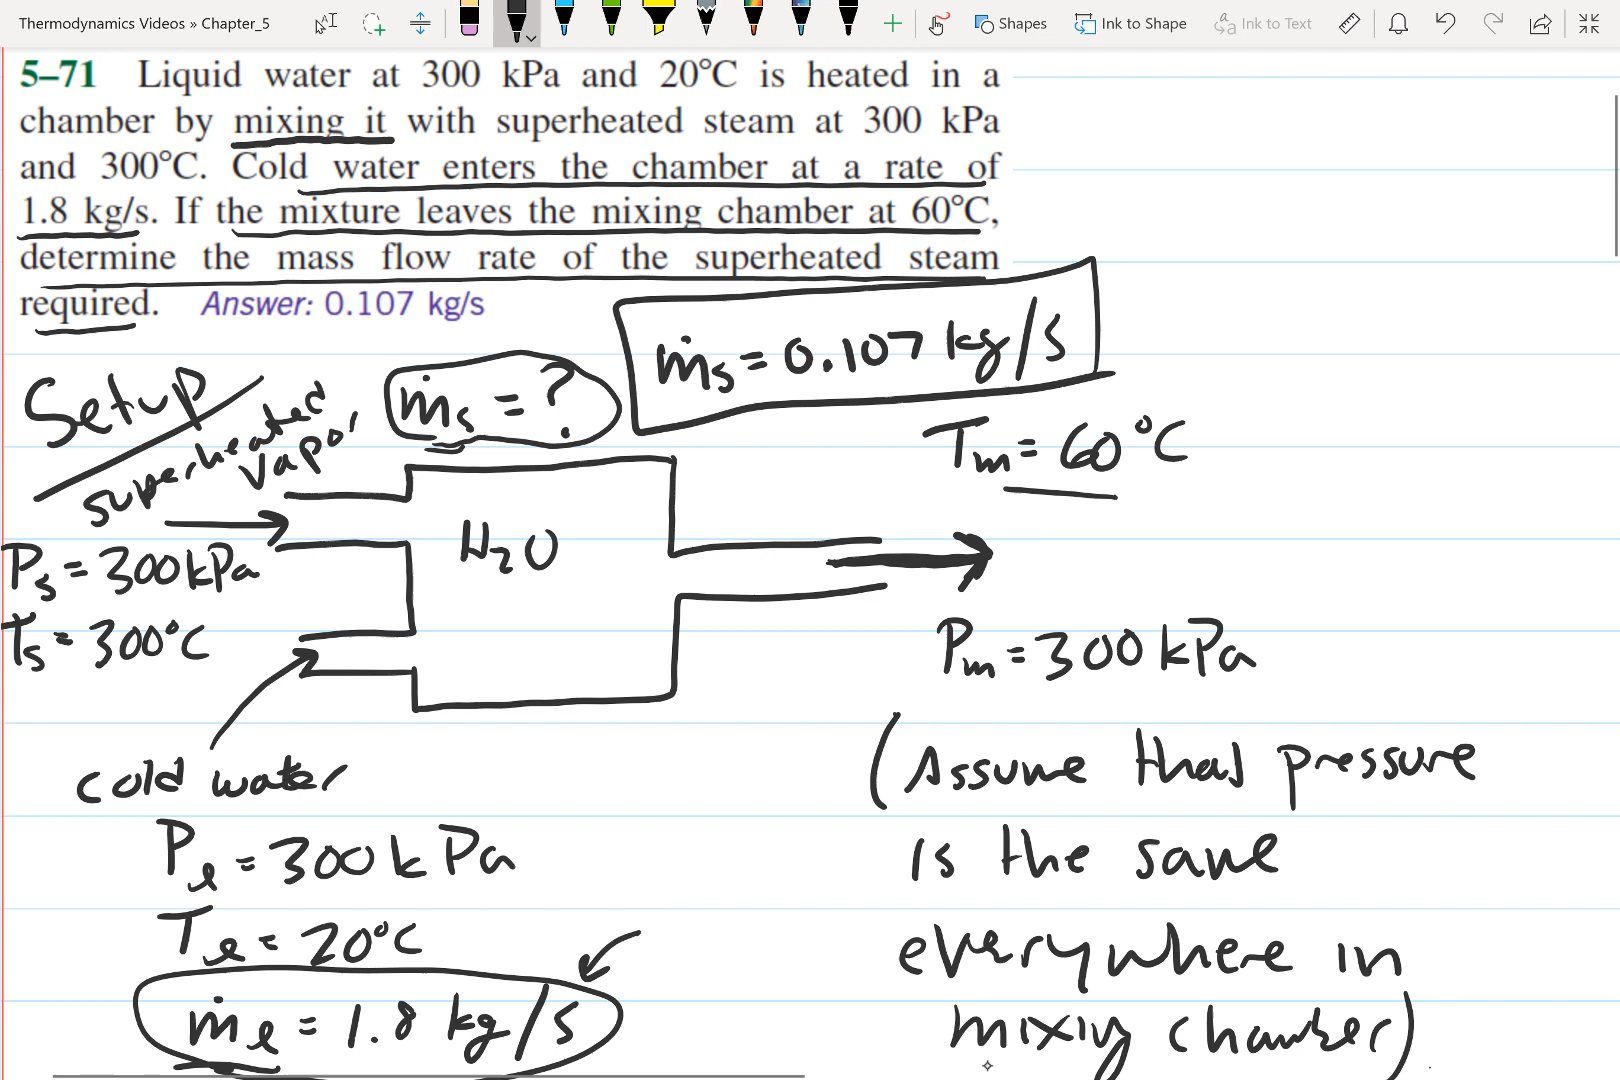 Thermodynamics Videos » Chapter_5
Shapes
Ink to Shape
Ink to Text
5–71 Liquid water at 300 kPa and 20°C is heated in a
chamber by mixing it with superheated steam at 300 kPa
and 300°C. Cold water enters the chamber at a rate of
1.8 kg/s. If the mixture leaves the mixing chamber at 60°C,
determine the mass flow rate of the superheated steam
required. Answer: 0.107 kg/s
ṁs = 0.107 kg/s
Setup
ṁs = ?
superheated
vapor
Tm = 60°C
H2O
Ps = 300 kPa
Ts = 300°C
Pm = 300 kPa
cold water
(Assume that pressure
is the same
everywhere in
mixing chamber)
Pl = 300 kPa
Tl = 20°C
ṁl = 1.8 kg/s